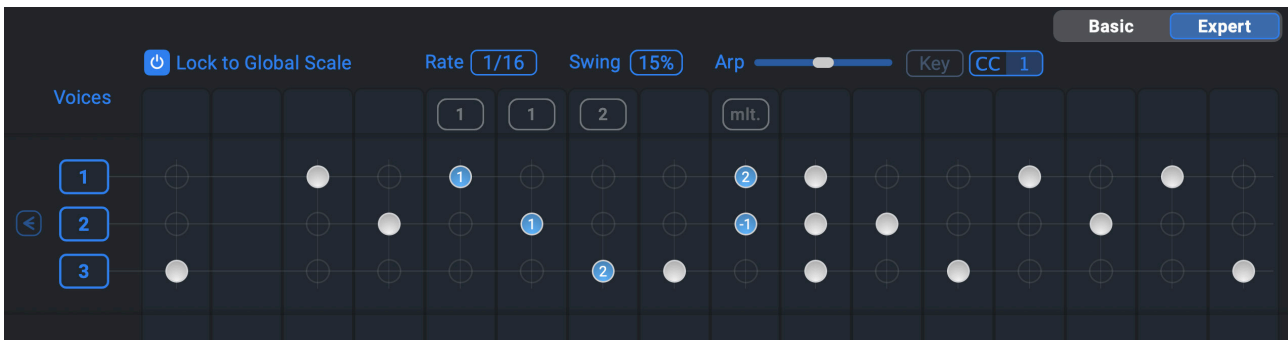 Basic Expert
Lock to Global Scale Rate 1/16 Swing 15% Arp Key CC 1
Voices
1 1 2 mlt.
1 1 2
2 1 -1
3 2